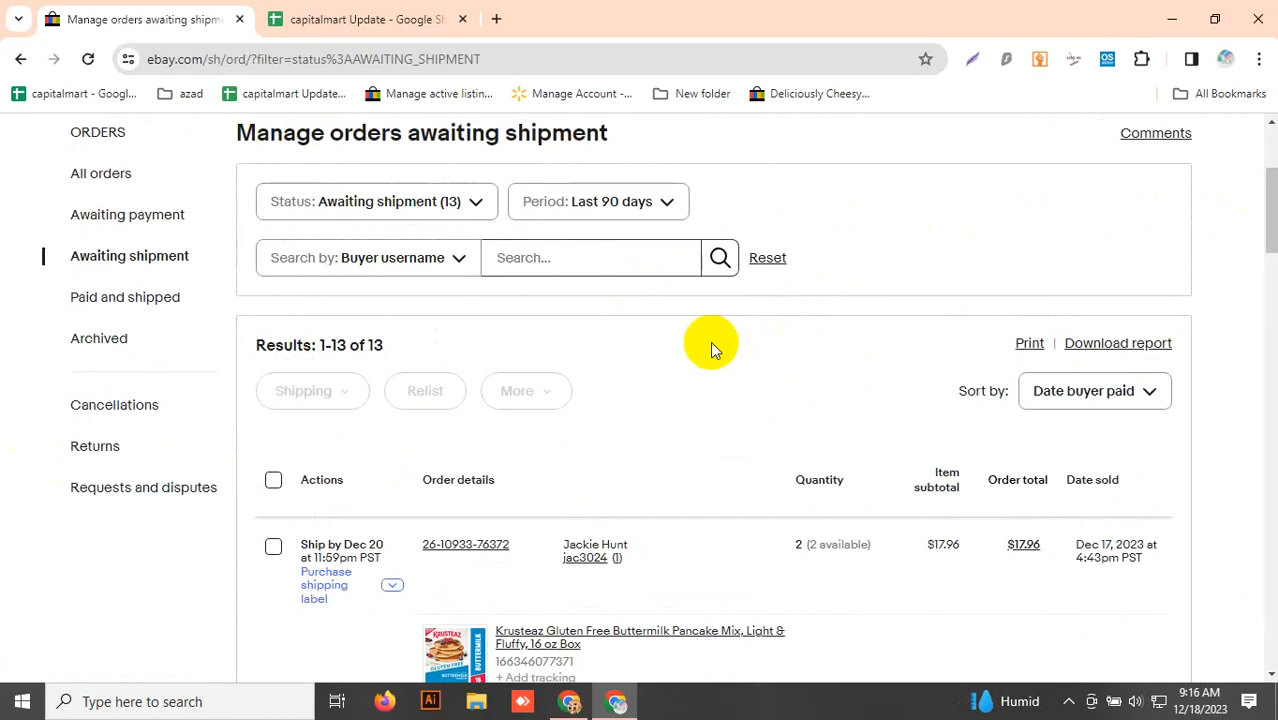 Manage orders awaiting shipm
capitalmart Update - Google Sh
ebay.com/sh/ord/?filter=status%3AAWAITING_SHIPMENT
capitalmart - Googl...
azad
capitalmart Update...
Manage active listin...
Manage Account -...
New folder
Deliciously Cheesy...
All Bookmarks
ORDERS
All orders
Awaiting payment
Awaiting shipment
Paid and shipped
Archived
Cancellations
Returns
Requests and disputes
Manage orders awaiting shipment
Comments
Status: Awaiting shipment (13)
Period: Last 90 days
Search by: Buyer username
Search...
Reset
Results: 1-13 of 13
Print | Download report
Shipping
Relist
More
Sort by: Date buyer paid
Actions
Order details
Quantity
Item
subtotal
Order total
Date sold
Ship by Dec 20
at 11:59pm PST
Purchase
shipping
label
26-10933-76372
Jackie Hunt
jac3024 (1)
2 (2 available)
$17.96
$17.96
Dec 17, 2023 at
4:43pm PST
KRUSTEAZ
GLUTEN FREE
BUTTERMILK
Krusteaz Gluten Free Buttermilk Pancake Mix, Light &
Fluffy, 16 oz Box
166346077371
+ Add tracking
Type here to search
Ai
Humid
9:16 AM
12/18/2023